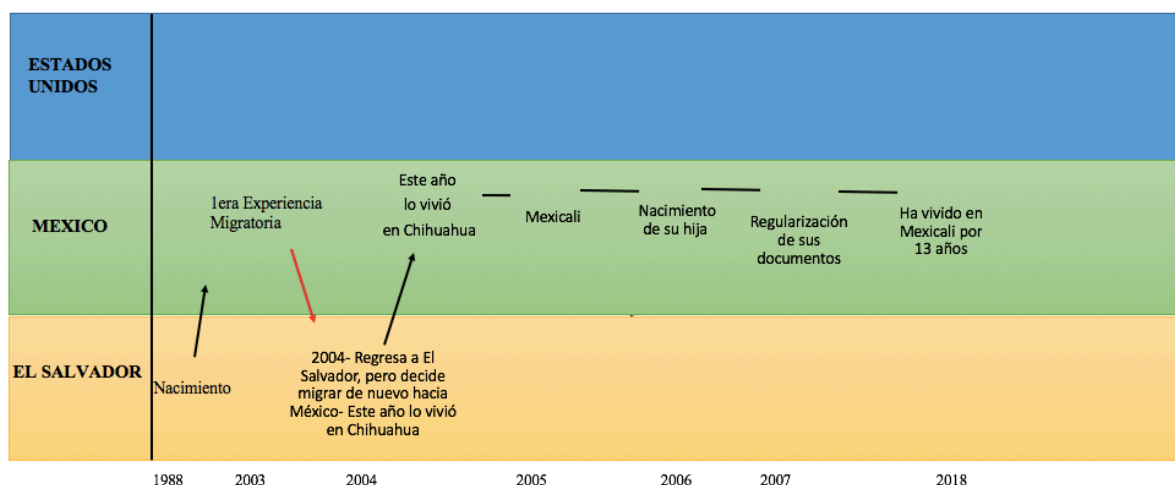 ESTADOS
UNIDOS
MEXICO
1era Experiencia
Migratoria
Este año
lo vivió
en Chihuahua
Mexicali
Nacimiento
de su hija
Regularización
de sus
documentos
Ha vivido en
Mexicali por
13 años
EL SALVADOR
Nacimiento
2004- Regresa a El
Salvador, pero decide
migrar de nuevo hacia
México- Este año lo vivió
en Chihuahua
1988 2003 2004 2005 2006 2007 2018